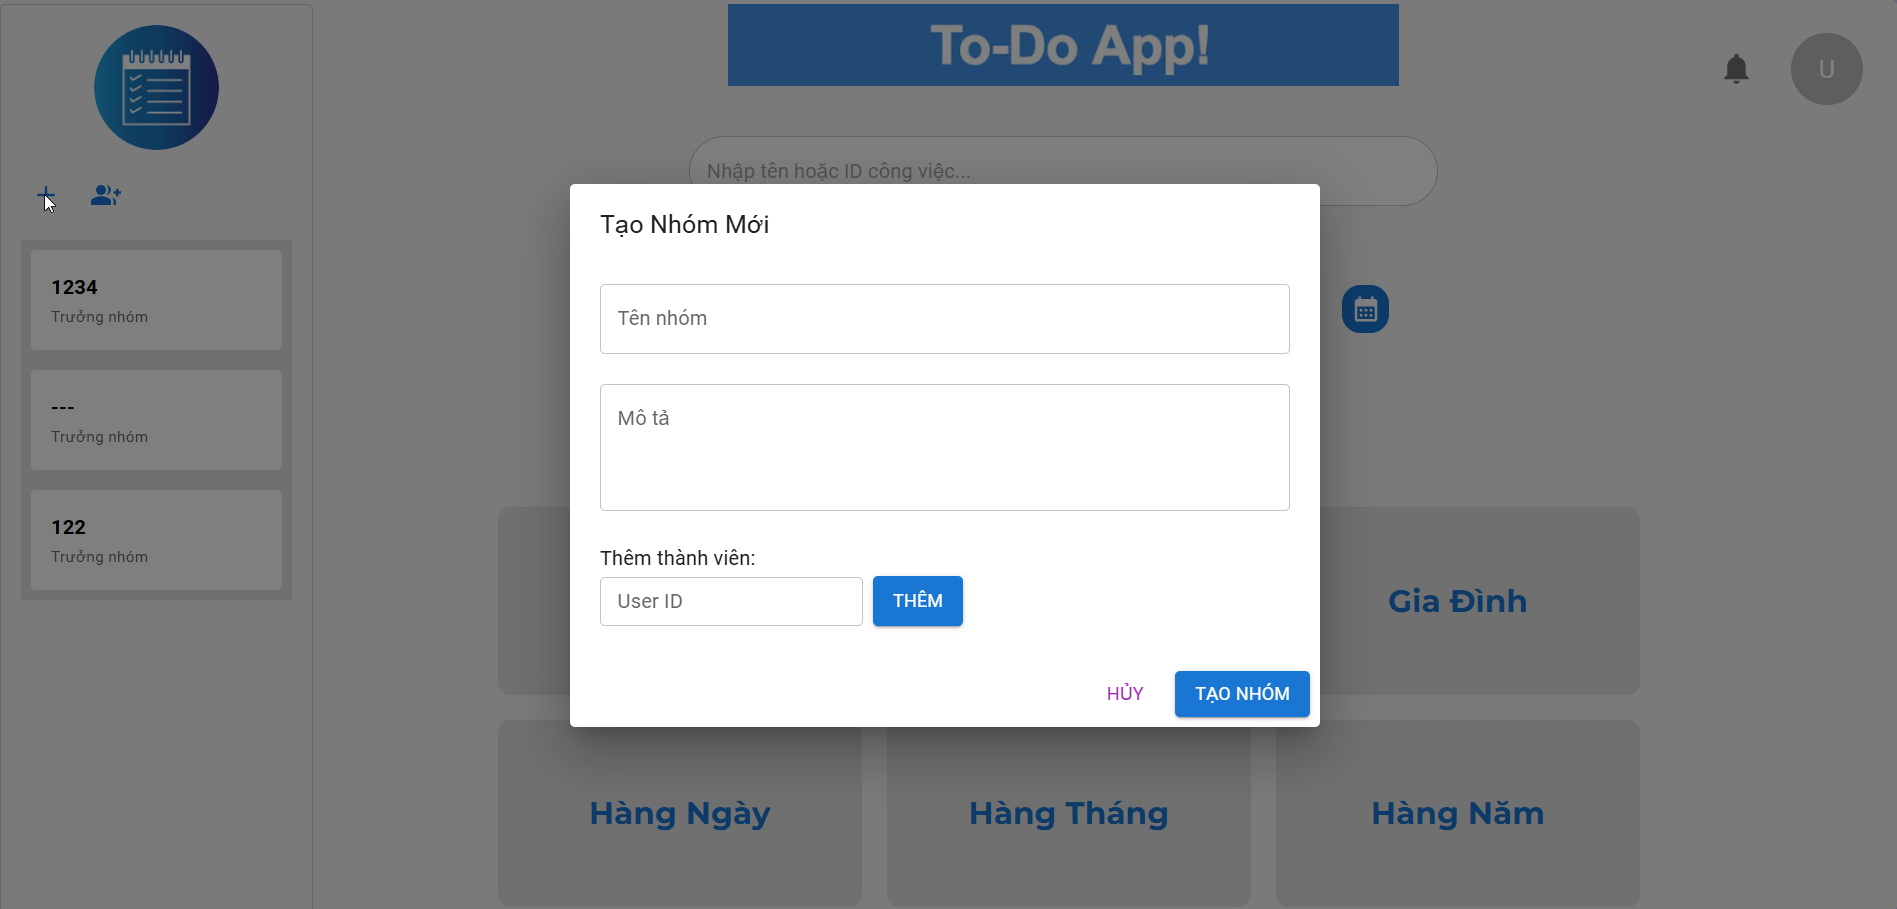 To-Do App!
U
Nhập tên hoặc ID công việc...
1234
Trưởng nhóm
---
Trưởng nhóm
122
Trưởng nhóm
Tạo Nhóm Mới
Tên nhóm
Mô tả
Thêm thành viên:
User ID
THÊM
HỦY
TẠO NHÓM
Gia Đình
Hàng Ngày
Hàng Tháng
Hàng Năm